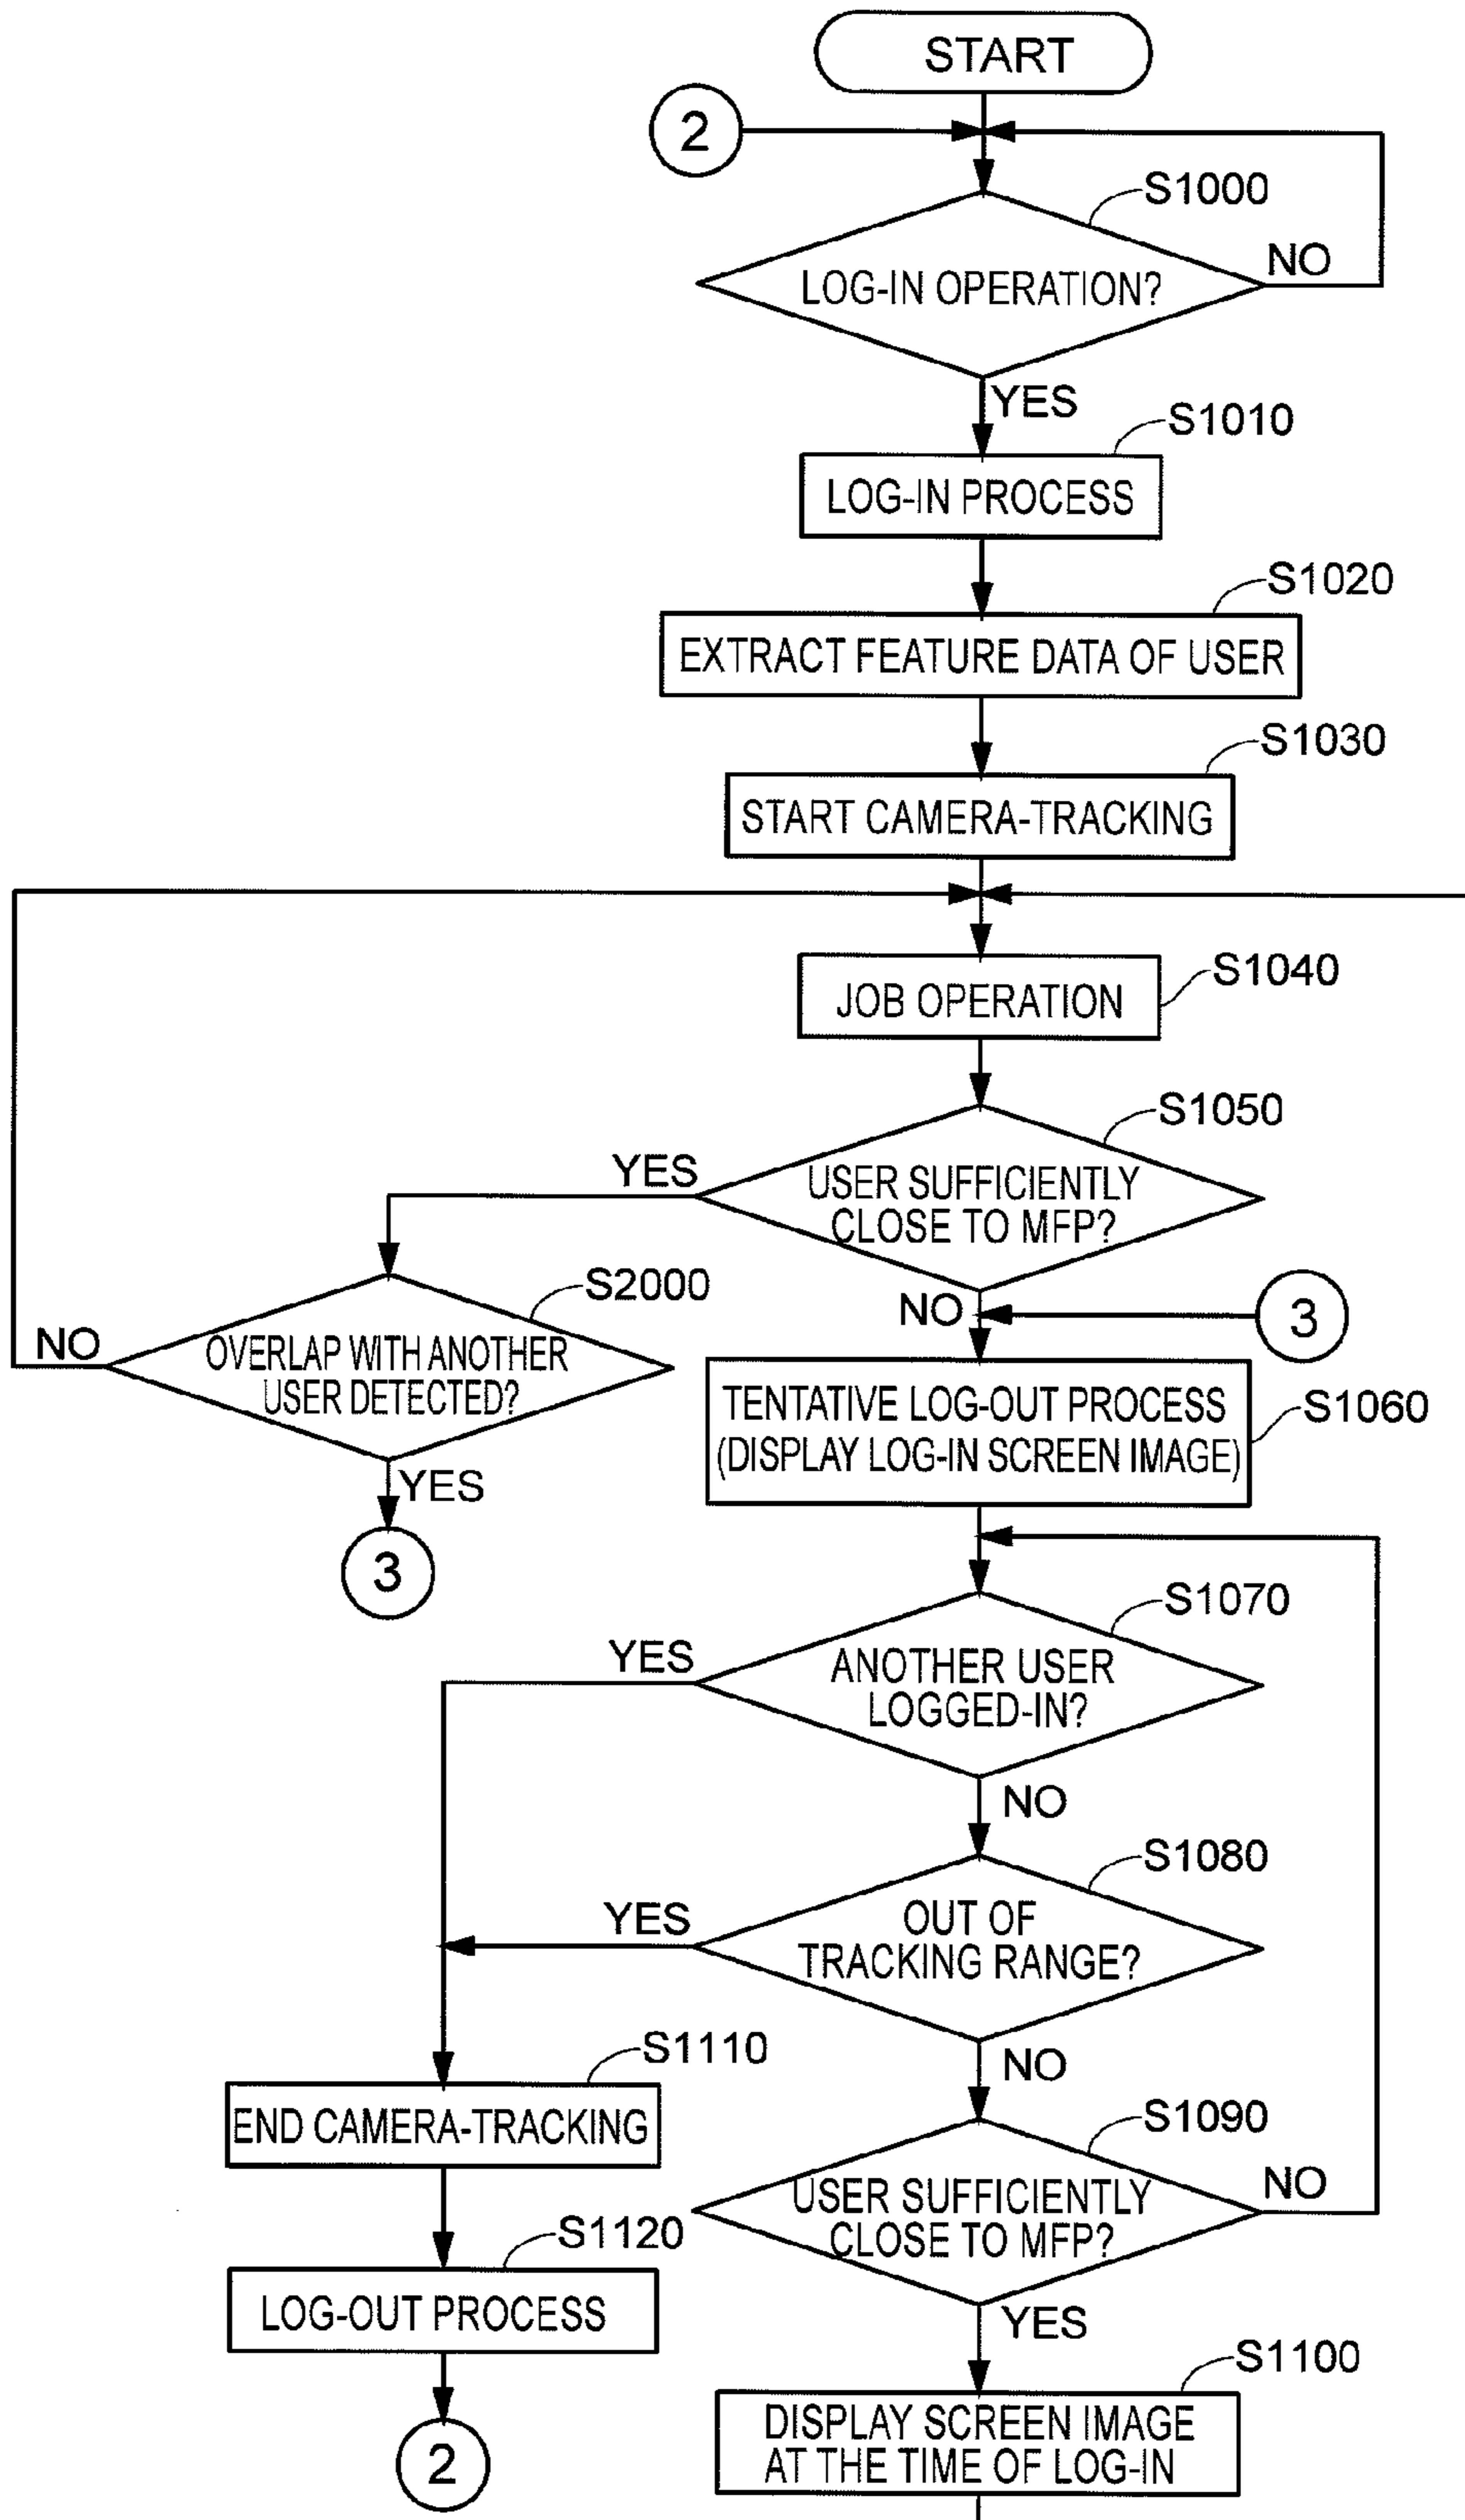 START
2
S1000
LOG-IN OPERATION?
NO
YES
S1010
LOG-IN PROCESS
S1020
EXTRACT FEATURE DATA OF USER
S1030
START CAMERA-TRACKING
JOB OPERATION
S1040
S1050
YES
USER SUFFICIENTLY
CLOSE TO MFP?
S2000
NO
3
NO
OVERLAP WITH ANOTHER
USER DETECTED?
TENTATIVE LOG-OUT PROCESS
(DISPLAY LOG-IN SCREEN IMAGE)
S1060
YES
3
S1070
YES
ANOTHER USER
LOGGED-IN?
NO
S1080
YES
OUT OF
TRACKING RANGE?
NO
S1110
END CAMERA-TRACKING
S1090
NO
USER SUFFICIENTLY
CLOSE TO MFP?
S1120
LOG-OUT PROCESS
YES
S1100
DISPLAY SCREEN IMAGE
AT THE TIME OF LOG-IN
2